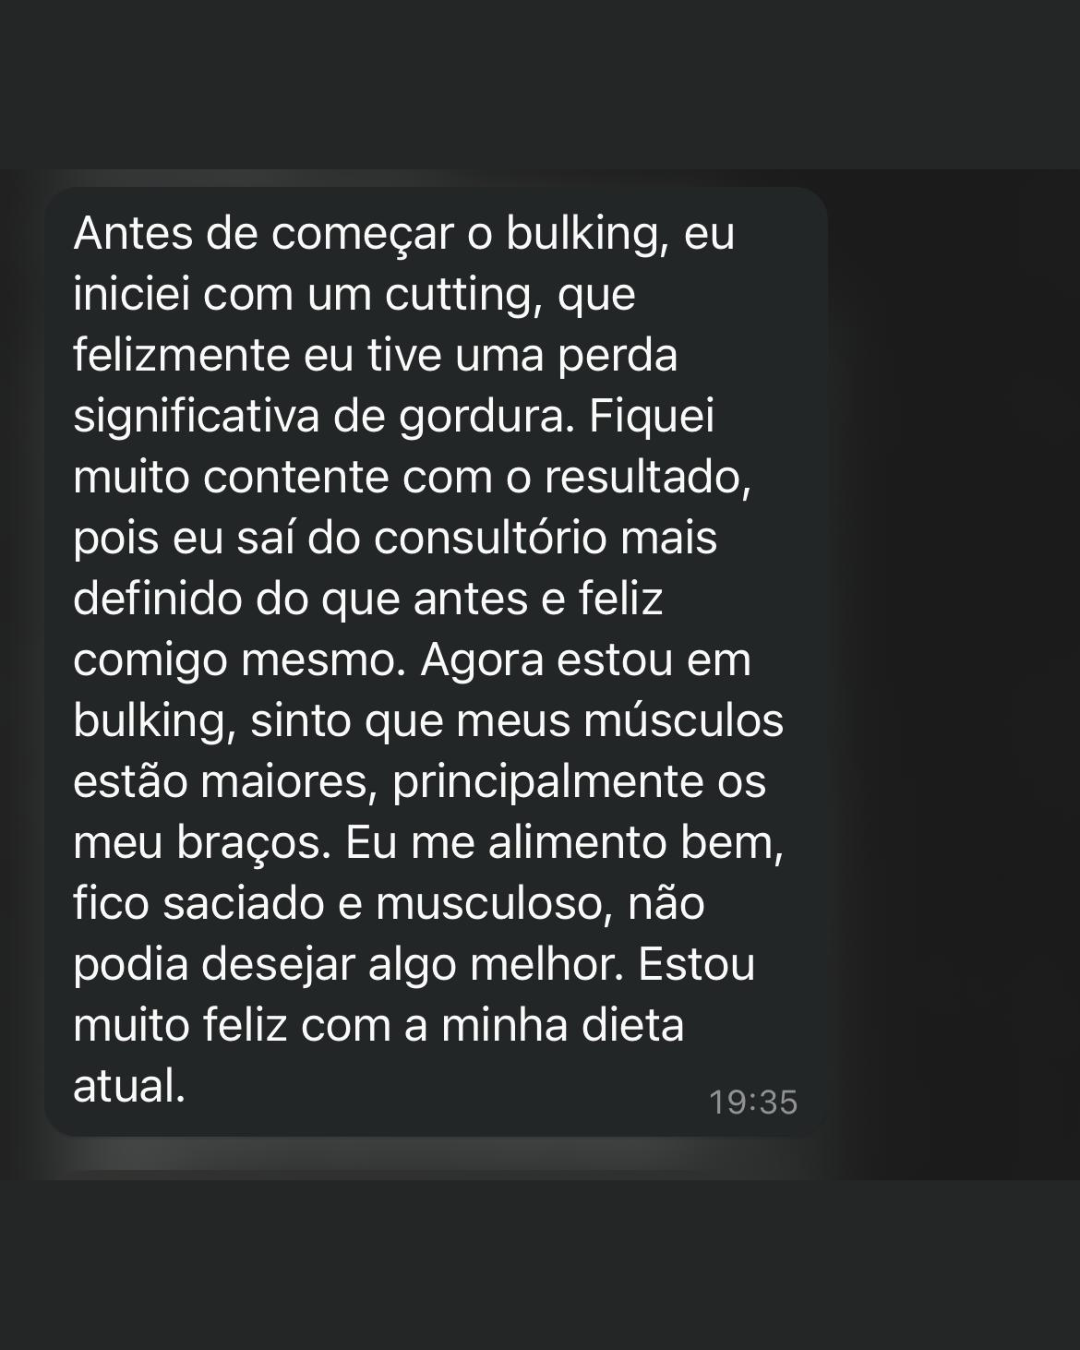 Antes de começar o bulking, eu
iniciei com um cutting, que
felizmente eu tive uma perda
significativa de gordura. Fiquei
muito contente com o resultado,
pois eu saí do consultório mais
definido do que antes e feliz
comigo mesmo. Agora estou em
bulking, sinto que meus músculos
estão maiores, principalmente os
meu braços. Eu me alimento bem,
fico saciado e musculoso, não
podia desejar algo melhor. Estou
muito feliz com a minha dieta
atual.
19:35